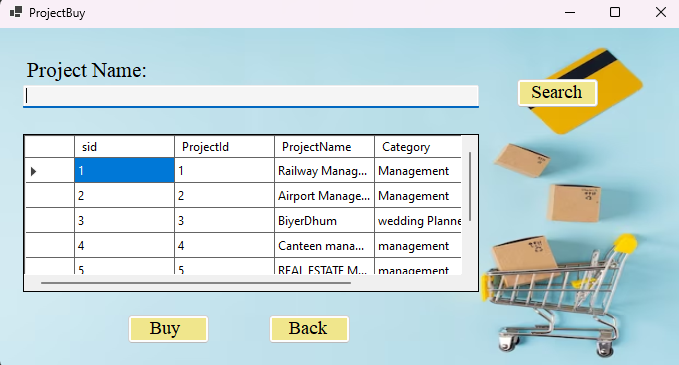 ProjectBuy
Project Name:
Search
sid ProjectId ProjectName Category
1 1 Railway Manag... Management
2 2 Airport Manage... Management
3 3 BiyerDhum wedding Planne
4 4 Canteen mana... management
5 5 REAL ESTATE M... management
Buy Back